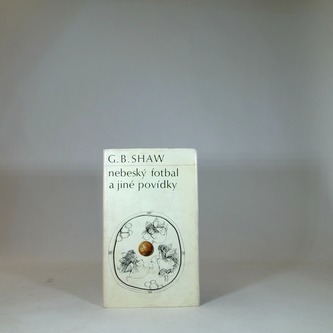 G. B. SHAW
nebeský fotbal
a jiné povídky